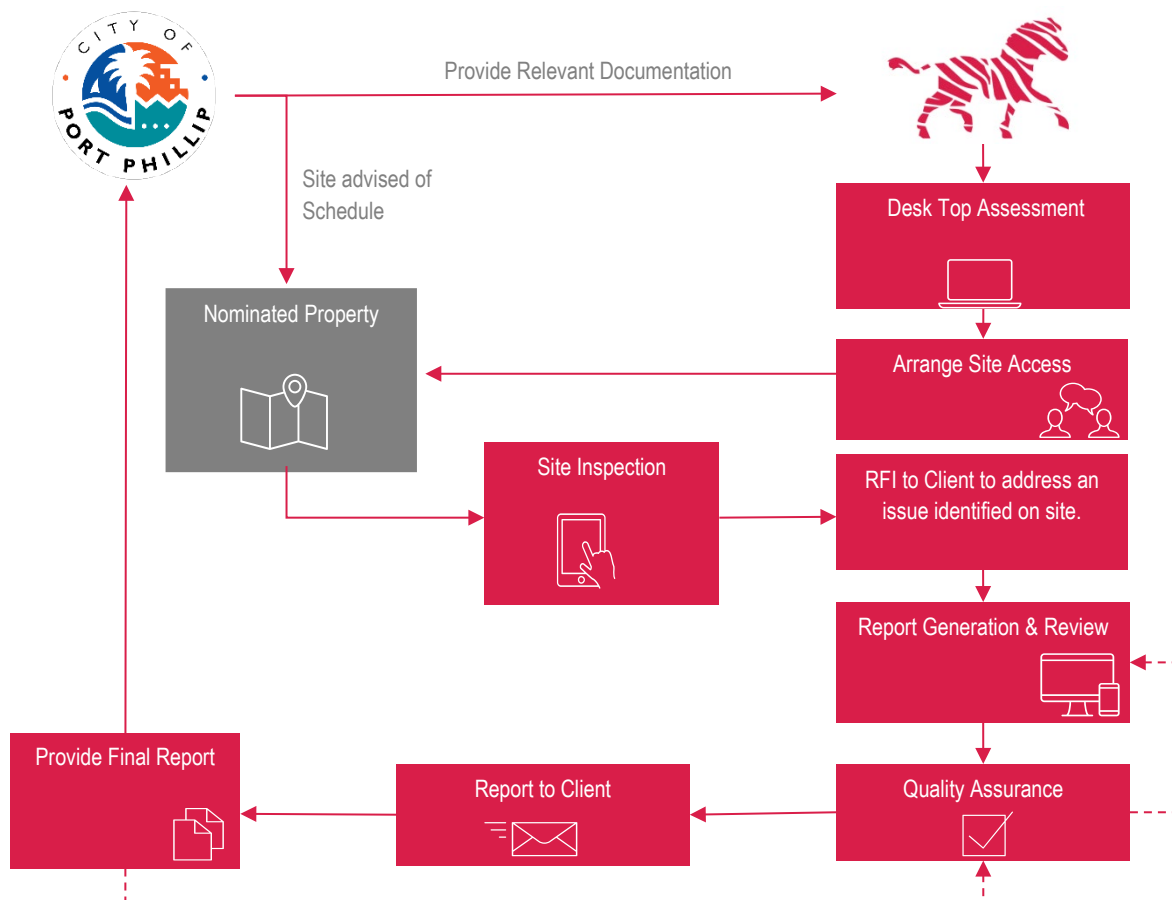 CITY OF
PORT PHILLIP
Provide Relevant Documentation
Site advised of
Schedule
Desk Top Assessment
Nominated Property
Arrange Site Access
Site Inspection
RFI to Client to address an
issue identified on site.
Report Generation & Review
Provide Final Report
Report to Client
Quality Assurance